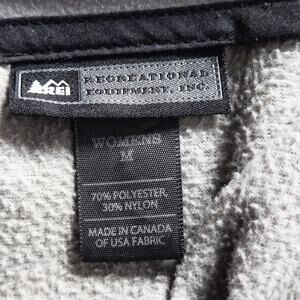 REI
RECREATIONAL
EQUIPMENT, INC.
WOMENS
M
70% POLYESTER,
30% NYLON
MADE IN CANADA
OF USA FABRIC